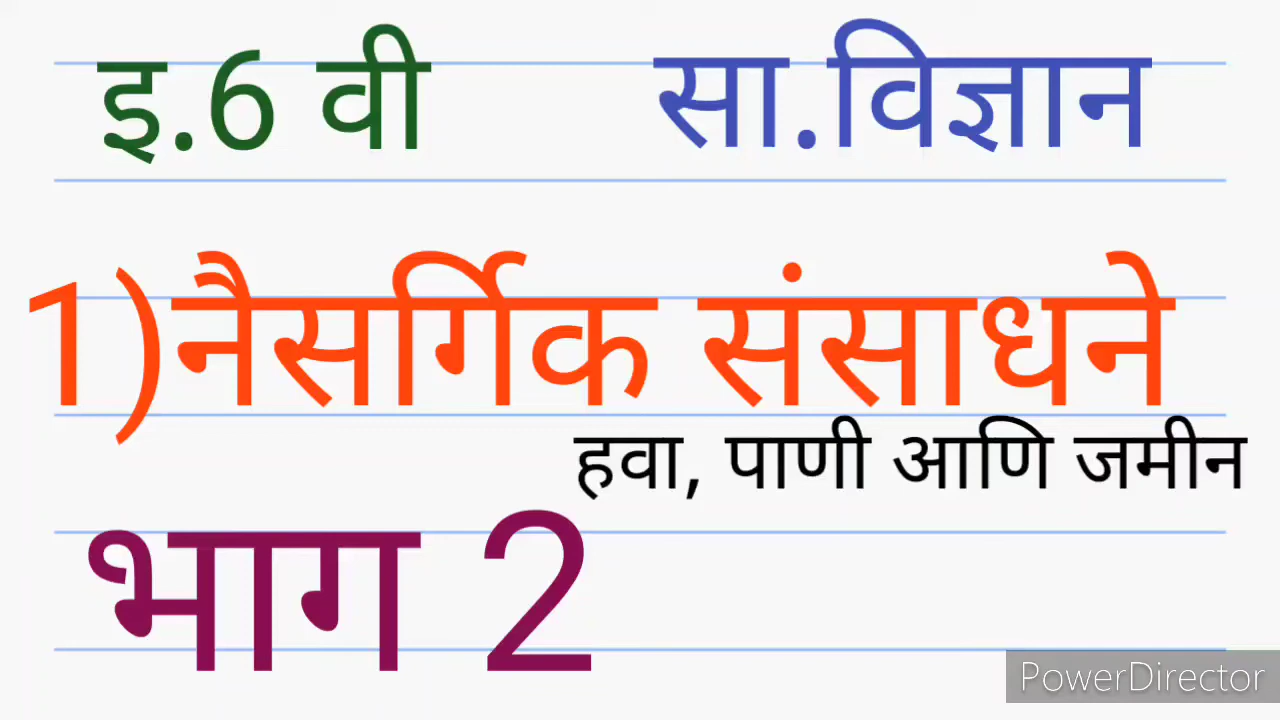 इ.6 वी सा.विज्ञान
1)नैसर्गिक संसाधने
हवा, पाणी आणि जमीन
भाग 2
PowerDirector